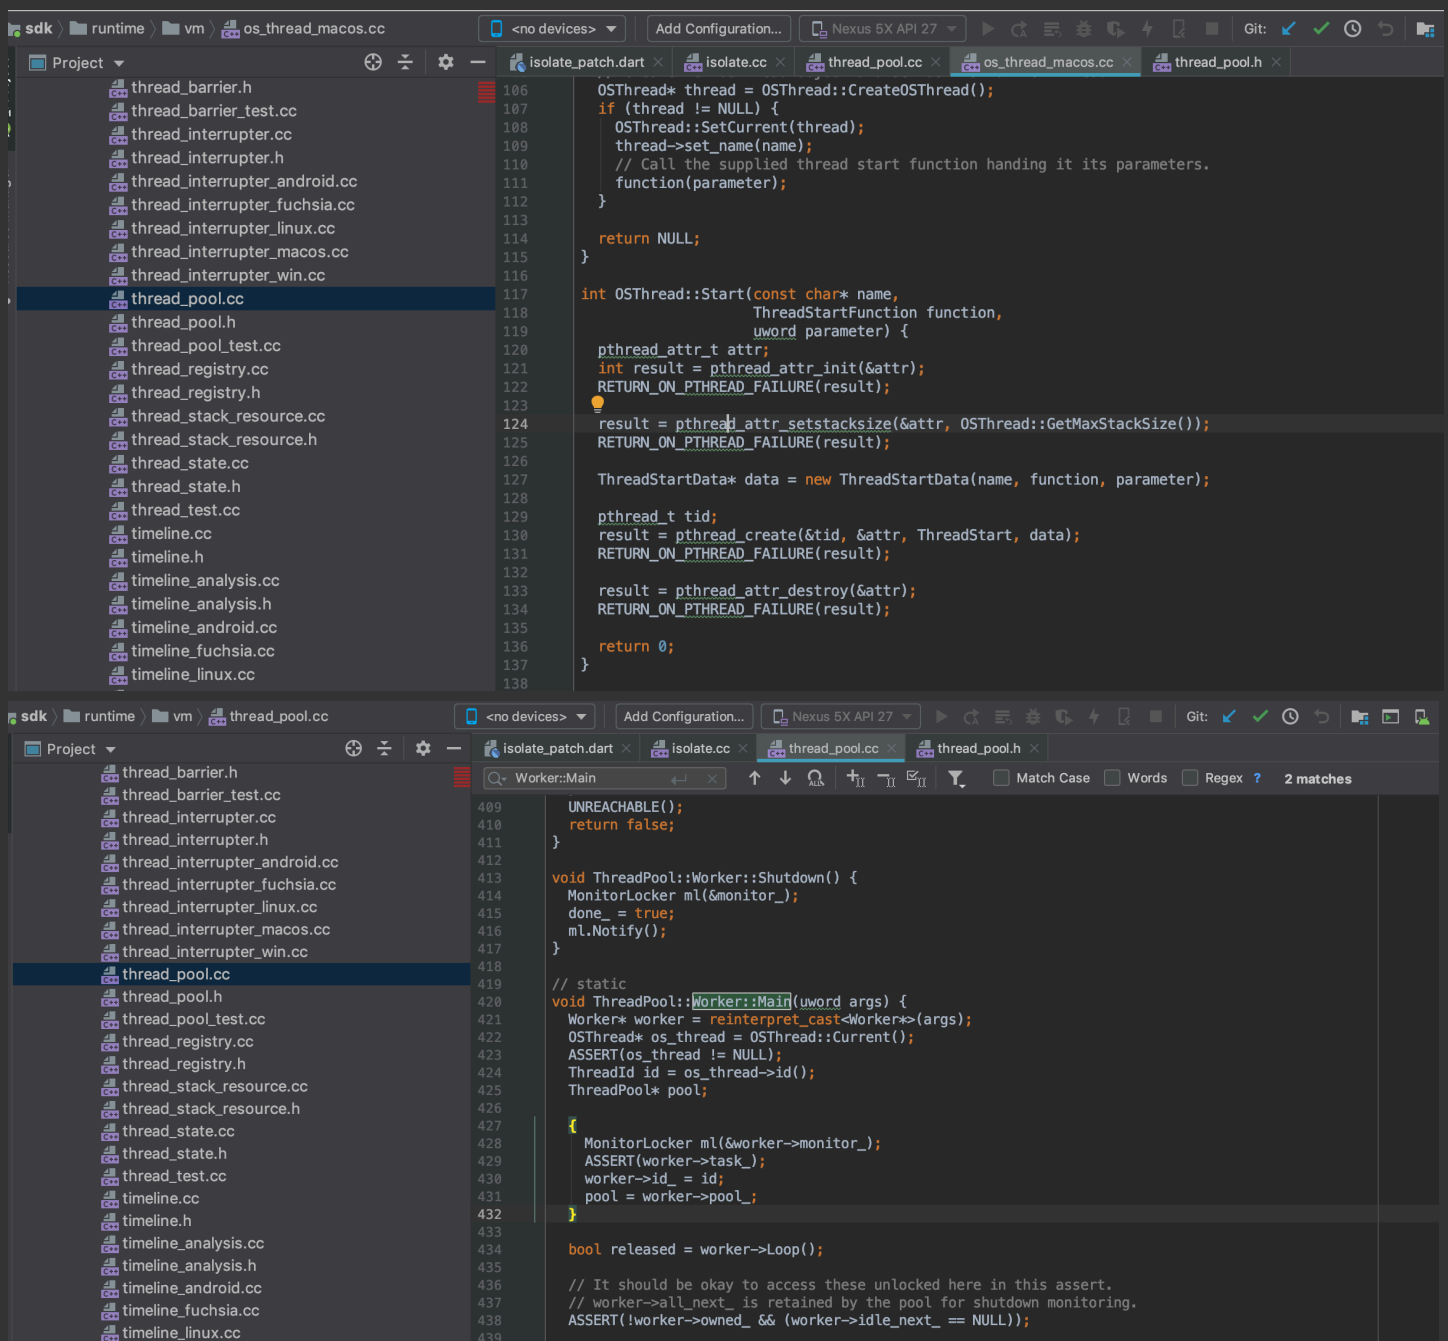 sdk runtime vm os_thread_macos.cc <no devices> Add Configuration... Nexus 5X API 27 Git:
Project isolate_patch.dart isolate.cc thread_pool.cc os_thread_macos.cc thread_pool.h
thread_barrier.h
thread_barrier_test.cc
thread_interrupter.cc
thread_interrupter.h
thread_interrupter_android.cc
thread_interrupter_fuchsia.cc
thread_interrupter_linux.cc
thread_interrupter_macos.cc
thread_interrupter_win.cc
thread_pool.cc
thread_pool.h
thread_pool_test.cc
thread_registry.cc
thread_registry.h
thread_stack_resource.cc
thread_stack_resource.h
thread_state.cc
thread_state.h
thread_test.cc
timeline.cc
timeline.h
timeline_analysis.cc
timeline_analysis.h
timeline_android.cc
timeline_fuchsia.cc
timeline_linux.cc
106 OSThread* thread = OSThread::CreateOSThread();
107 if (thread != NULL) {
108 OSThread::SetCurrent(thread);
109 thread->set_name(name);
110 // Call the supplied thread start function handing it its parameters.
111 function(parameter);
112 }
113
114 return NULL;
115 }
116
117 int OSThread::Start(const char* name,
118 ThreadStartFunction function,
119 uword parameter) {
120 pthread_attr_t attr;
121 int result = pthread_attr_init(&attr);
122 RETURN_ON_PTHREAD_FAILURE(result);
123
124 result = pthread_attr_setstacksize(&attr, OSThread::GetMaxStackSize());
125 RETURN_ON_PTHREAD_FAILURE(result);
126
127 ThreadStartData* data = new ThreadStartData(name, function, parameter);
128
129 pthread_t tid;
130 result = pthread_create(&tid, &attr, ThreadStart, data);
131 RETURN_ON_PTHREAD_FAILURE(result);
132
133 result = pthread_attr_destroy(&attr);
134 RETURN_ON_PTHREAD_FAILURE(result);
135
136 return 0;
137 }
138
sdk runtime vm thread_pool.cc <no devices> Add Configuration... Nexus 5X API 27 Git:
Project isolate_patch.dart isolate.cc thread_pool.cc thread_pool.h
Worker::Main Match Case Words Regex ? 2 matches
thread_barrier.h
thread_barrier_test.cc
thread_interrupter.cc
thread_interrupter.h
thread_interrupter_android.cc
thread_interrupter_fuchsia.cc
thread_interrupter_linux.cc
thread_interrupter_macos.cc
thread_interrupter_win.cc
thread_pool.cc
thread_pool.h
thread_pool_test.cc
thread_registry.cc
thread_registry.h
thread_stack_resource.cc
thread_stack_resource.h
thread_state.cc
thread_state.h
thread_test.cc
timeline.cc
timeline.h
timeline_analysis.cc
timeline_analysis.h
timeline_android.cc
timeline_fuchsia.cc
timeline_linux.cc
409 UNREACHABLE();
410 return false;
411 }
412
413 void ThreadPool::Worker::Shutdown() {
414 MonitorLocker ml(&monitor_);
415 done_ = true;
416 ml.Notify();
417 }
418
419 // static
420 void ThreadPool::Worker::Main(uword args) {
421 Worker* worker = reinterpret_cast<Worker*>(args);
422 OSThread* os_thread = OSThread::Current();
423 ASSERT(os_thread != NULL);
424 ThreadId id = os_thread->id();
425 ThreadPool* pool;
426
427 {
428 MonitorLocker ml(&worker->monitor_);
429 ASSERT(worker->task_);
430 worker->id_ = id;
431 pool = worker->pool_;
432 }
433
434 bool released = worker->Loop();
435
436 // It should be okay to access these unlocked here in this assert.
437 // worker->all_next_ is retained by the pool for shutdown monitoring.
438 ASSERT(!worker->owned_ && (worker->idle_next_ == NULL));
439